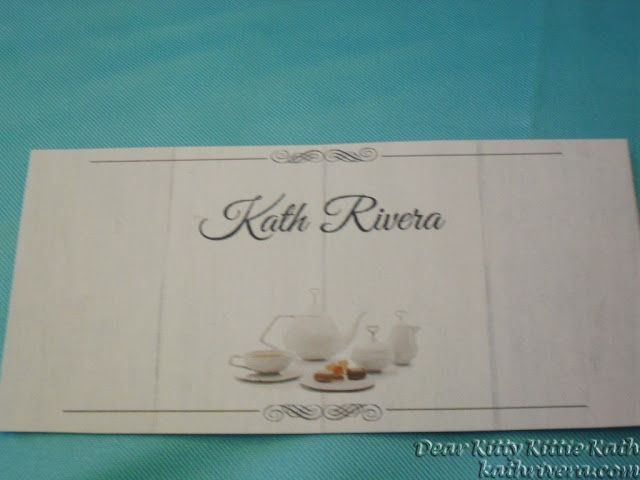 Kath Rivera
Dear Kitty Kittie Kath
kathrivera.com